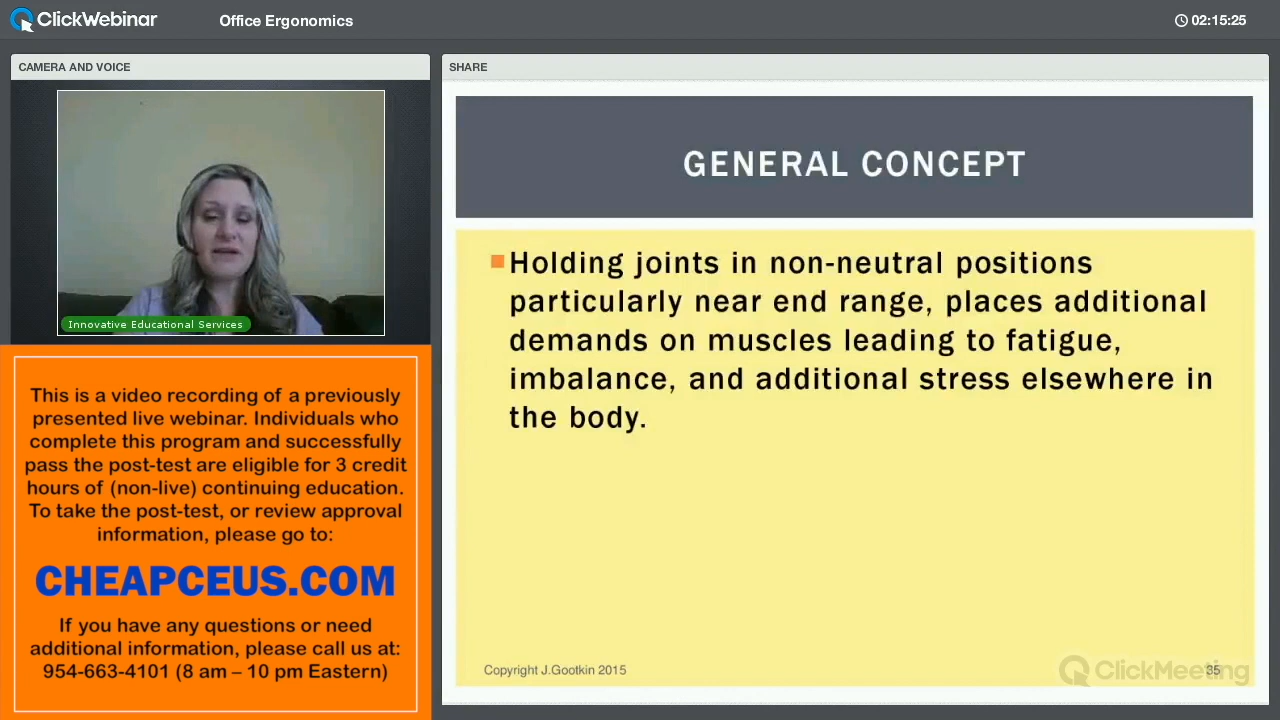 ClickWebinar
Office Ergonomics
02:15:25
CAMERA AND VOICE
Innovative Educational Services
This is a video recording of a previously
presented live webinar. Individuals who
complete this program and successfully
pass the post-test are eligible for 3 credit
hours of (non-live) continuing education.
To take the post-test, or review approval
information, please go to:
CHEAPCEUS.COM
If you have any questions or need
additional information, please call us at:
954-663-4101 (8 am – 10 pm Eastern)
SHARE
GENERAL CONCEPT
Holding joints in non-neutral positions
particularly near end range, places additional
demands on muscles leading to fatigue,
imbalance, and additional stress elsewhere in
the body.
Copyright J.Gootkin 2015
35
ClickMeeting